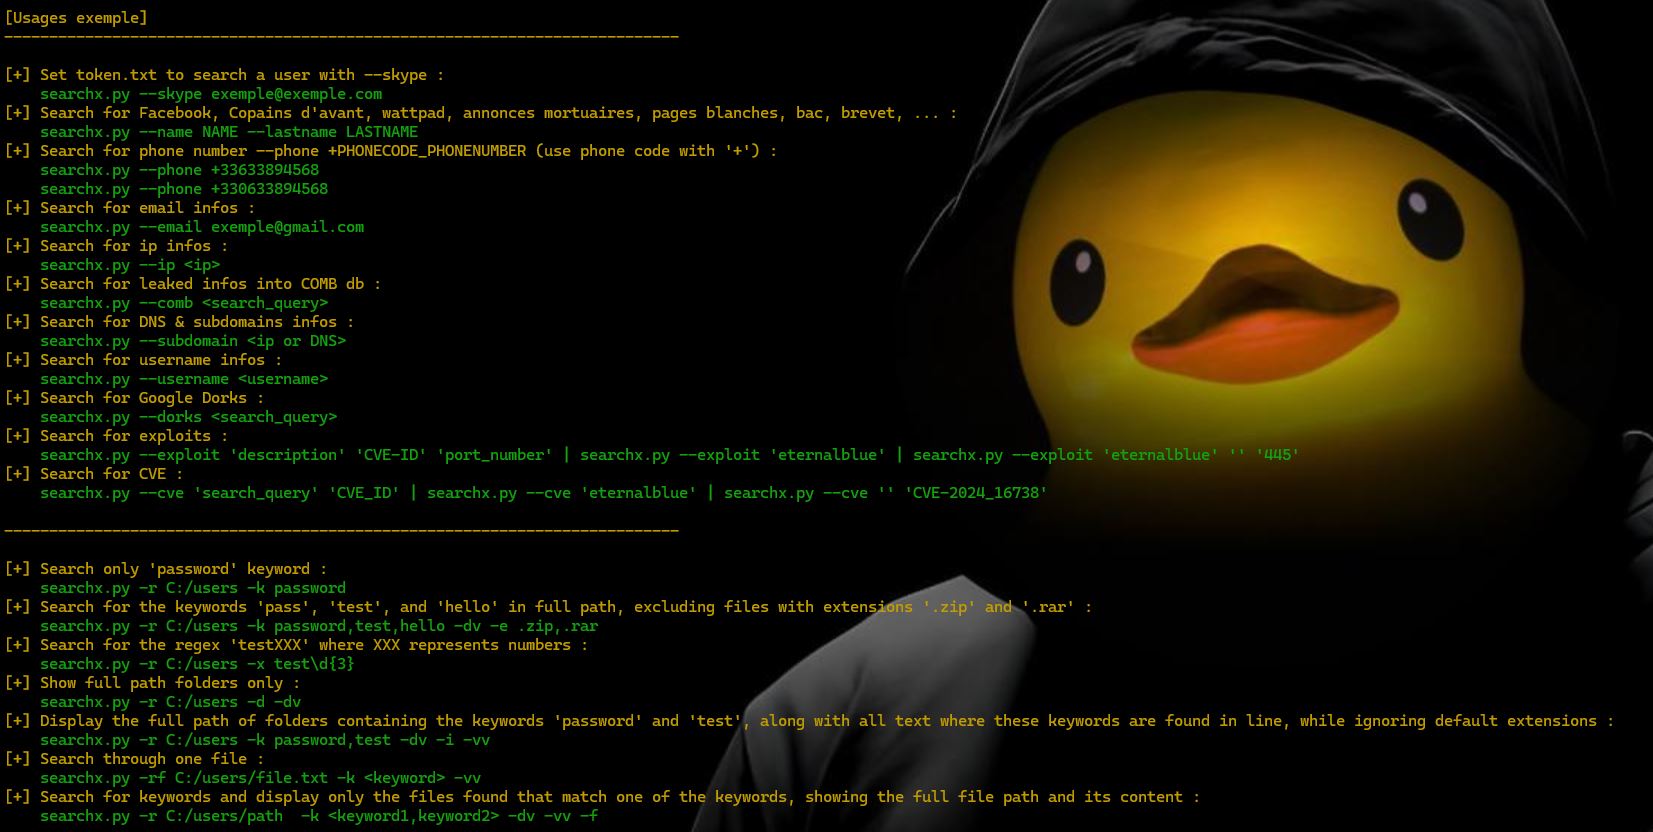 [Usages exemple]
___________________________________________________________________________
[+] Set token.txt to search a user with --skype :
searchx.py --skype exemple@exemple.com
[+] Search for Facebook, Copains d'avant, wattpad, annonces mortuaires, pages blanches, bac, brevet, ... :
searchx.py --name NAME --lastname LASTNAME
[+] Search for phone number --phone +PHONECODE_PHONENUMBER (use phone code with '+') :
searchx.py --phone +33633894568
searchx.py --phone +330633894568
[+] Search for email infos :
searchx.py --email exemple@gmail.com
[+] Search for ip infos :
searchx.py --ip <ip>
[+] Search for leaked infos into COMB db :
searchx.py --comb <search_query>
[+] Search for DNS & subdomains infos :
searchx.py --subdomain <ip or DNS>
[+] Search for username infos :
searchx.py --username <username>
[+] Search for Google Dorks :
searchx.py --dorks <search_query>
[+] Search for exploits :
searchx.py --exploit 'description' 'CVE-ID' 'port_number' | searchx.py --exploit 'eternalblue' | searchx.py --exploit 'eternalblue' '' '445'
[+] Search for CVE :
searchx.py --cve 'search_query' 'CVE_ID' | searchx.py --cve 'eternalblue' | searchx.py --cve '' 'CVE-2024_16738'
___________________________________________________________________________
[+] Search only 'password' keyword :
searchx.py -r C:/users -k password
[+] Search for the keywords 'pass', 'test', and 'hello' in full path, excluding files with extensions '.zip' and '.rar' :
searchx.py -r C:/users -k password,test,hello -dv -e .zip,.rar
[+] Search for the regex 'testXXX' where XXX represents numbers :
searchx.py -r C:/users -x test\d{3}
[+] Show full path folders only :
searchx.py -r C:/users -d -dv
[+] Display the full path of folders containing the keywords 'password' and 'test', along with all text where these keywords are found in line, while ignoring default extensions :
searchx.py -r C:/users -k password,test -dv -i -vv
[+] Search through one file :
searchx.py -rf C:/users/file.txt -k <keyword> -vv
[+] Search for keywords and display only the files found that match one of the keywords, showing the full file path and its content :
searchx.py -r C:/users/path  -k <keyword1,keyword2> -dv -vv -f